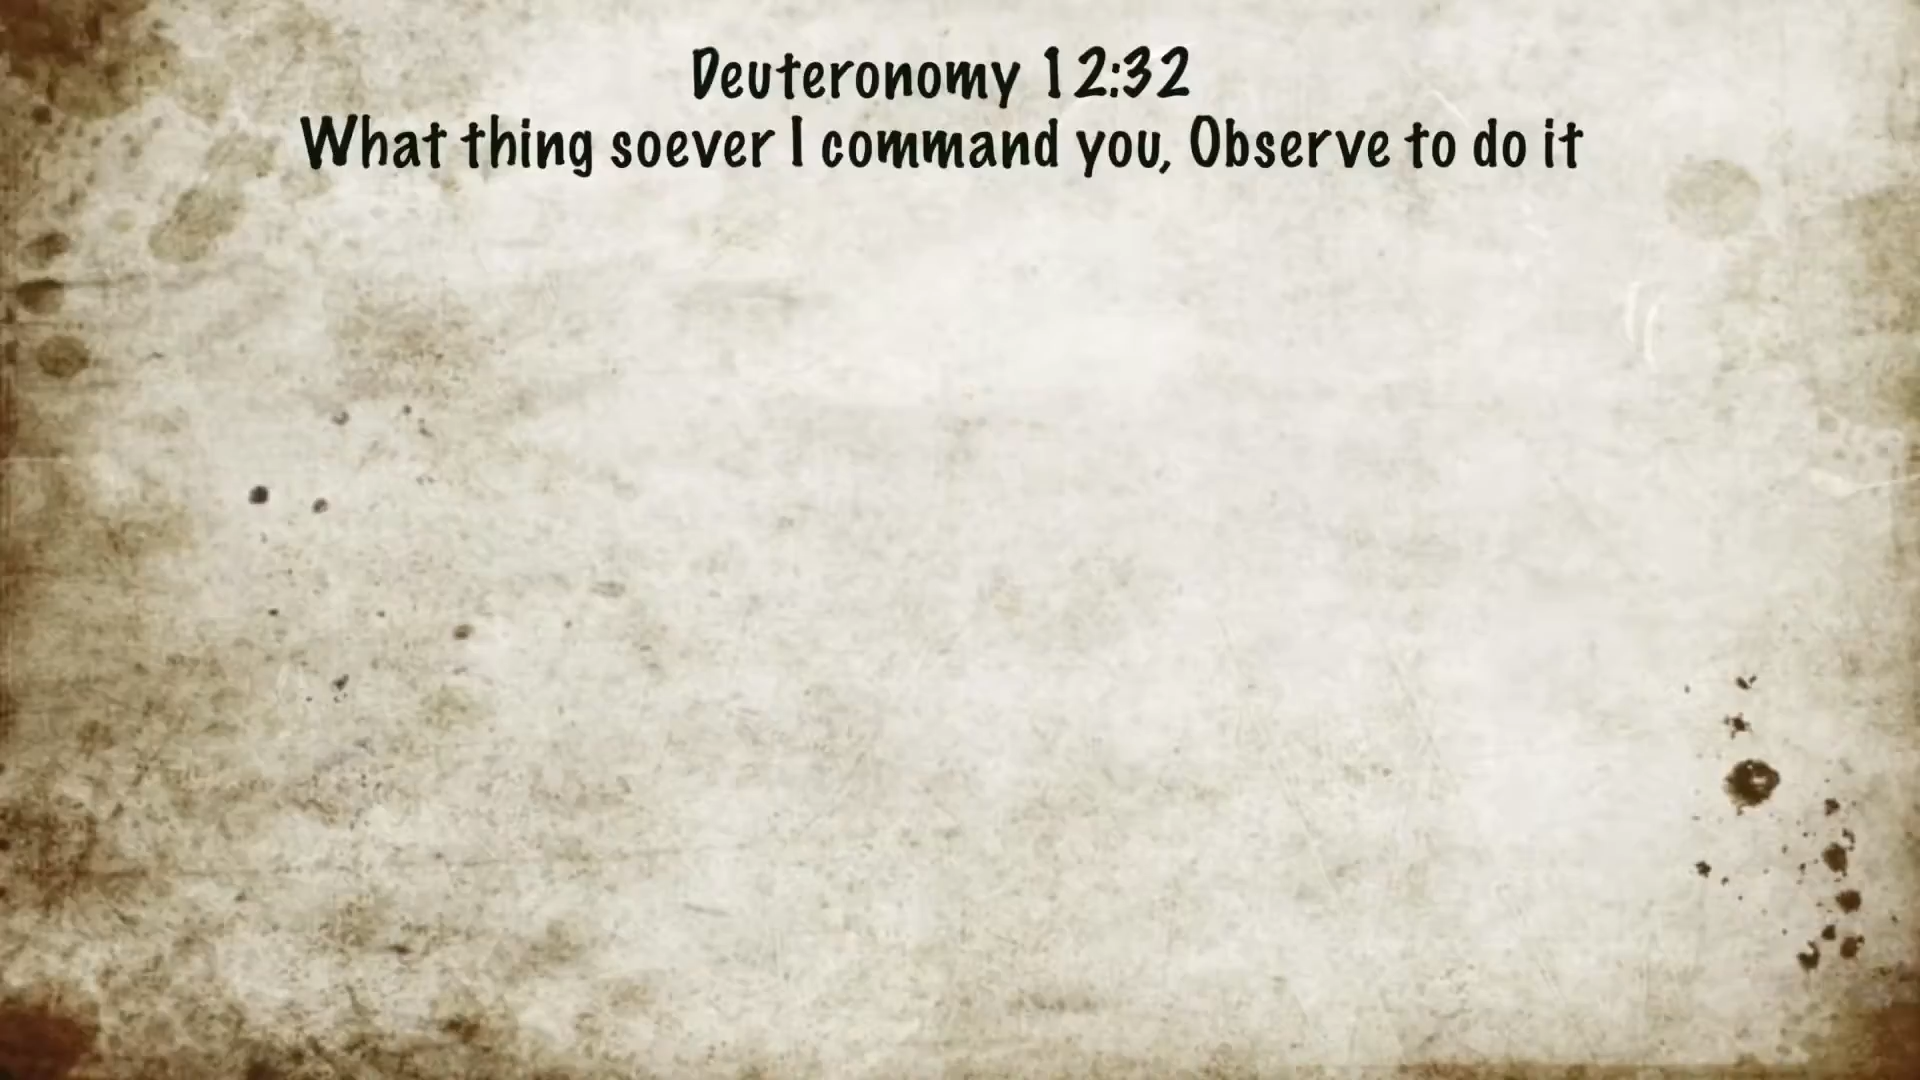 Deuteronomy 12:32
What thing soever I command you, Observe to do it